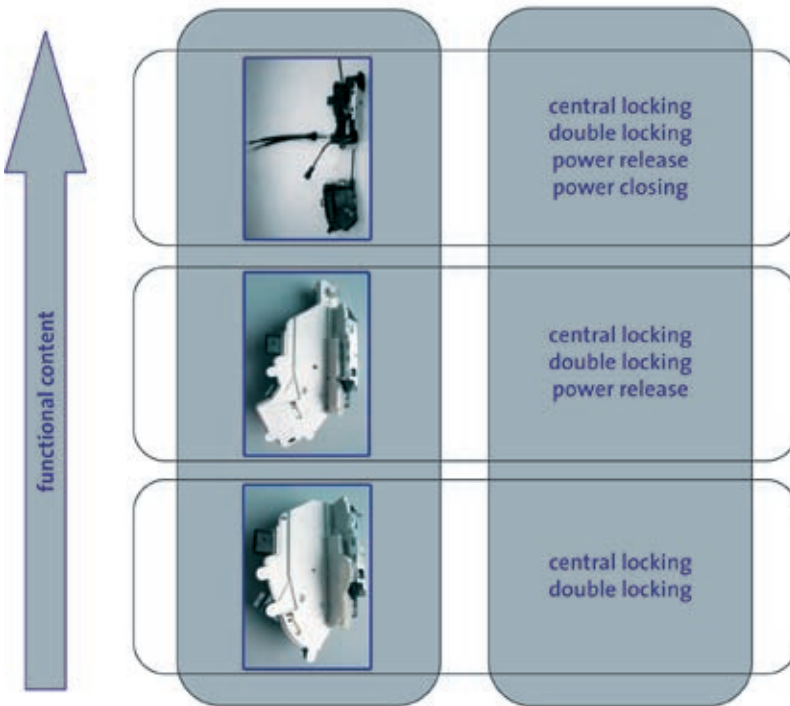 functional content
central locking
double locking
power release
power closing
central locking
double locking
power release
central locking
double locking